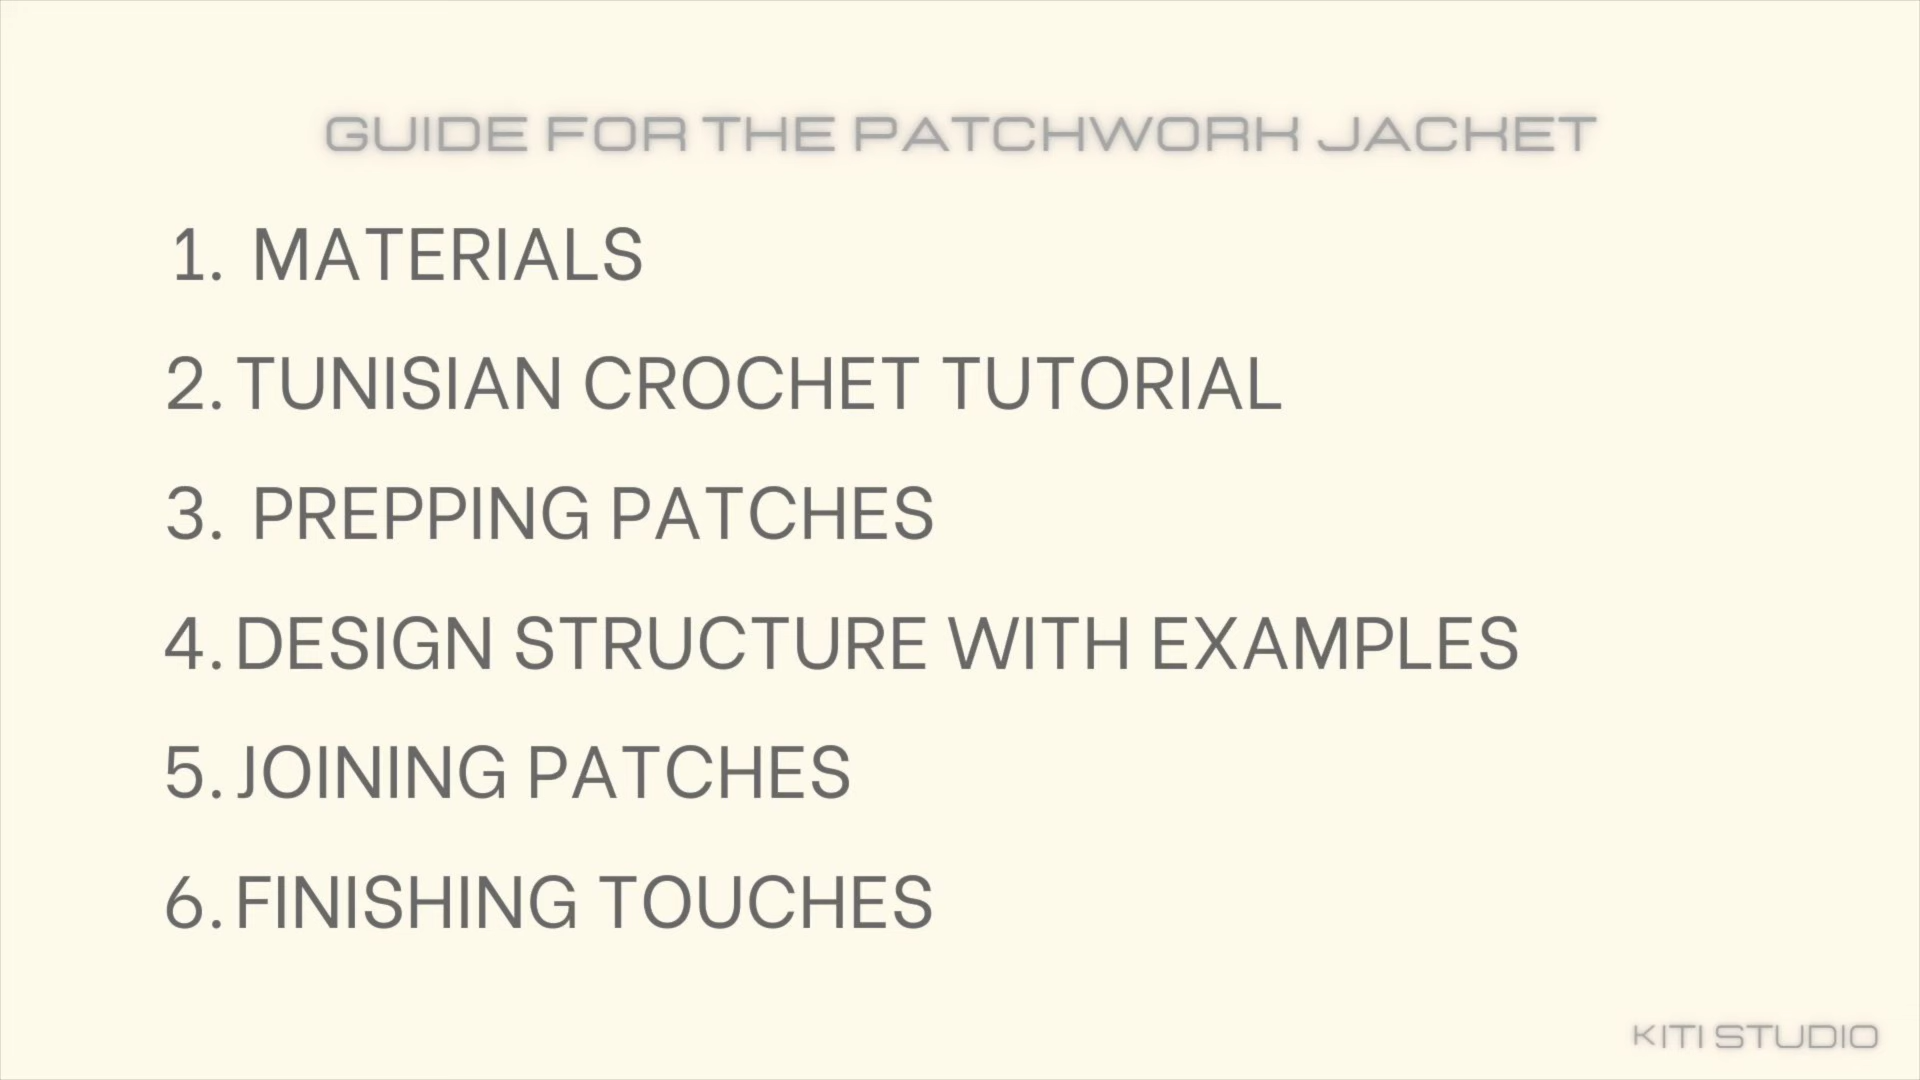 GUIDE FOR THE PATCHWORK JACKET
1. MATERIALS
2. TUNISIAN CROCHET TUTORIAL
3. PREPPING PATCHES
4. DESIGN STRUCTURE WITH EXAMPLES
5. JOINING PATCHES
6. FINISHING TOUCHES
KITI STUDIO